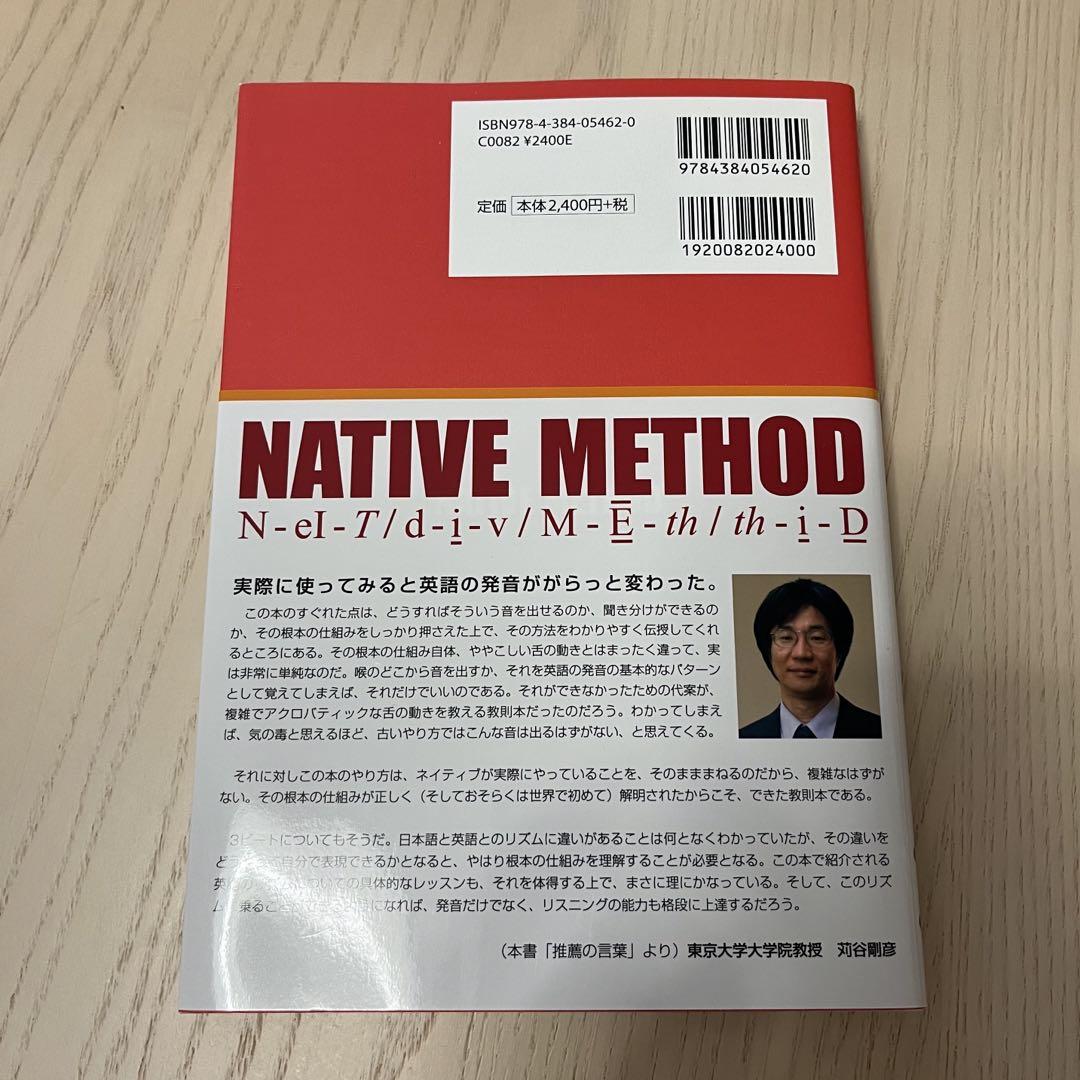 ISBN978-4-384-05462-0
C0082 ¥2400E
9784384054620
定価 本体2,400円+税
1920082024000
NATIVE METHOD
N-eI-T/d-i-v/M-Ē-th/th-i-D
実際に使ってみると英語の発音ががらっと変わった。
この本のすぐれた点は、どうすればそういう音を出せるのか、聞き分けができるの
か、その根本の仕組みをしっかり押さえた上で、その方法をわかりやすく伝授してくれ
るところにある。その根本の仕組み自体、ややこしい舌の動きとはまったく違って、実
は非常に単純なのだ。喉のどこから音を出すか、それを英語の発音の基本的なパターン
として覚えてしまえば、それだけでいいのである。それができなかったための代案が、
複雑でアクロバティックな舌の動きを教える教則本だったのだろう。わかってしまえ
ば、気の毒と思えるほど、古いやり方ではこんな音は出るはずがない、と思えてくる。
それに対しこの本のやり方は、ネイティブが実際にやっていることを、そのまままねるのだから、複雑なはずが
ない。その根本の仕組みが正しく（そしておそらくは世界で初めて）解明されたからこそ、できた教則本である。
3ビートについてもそうだ。日本語と英語とのリズムに違いがあることは何となくわかっていたが、その違いを
ど 自分で表現できるかとなると、やはり根本の仕組みを理解することが必要となる。この本で紹介される
英 についての具体的なレッスンも、それを体得する上で、まさに理にかなっている。そして、このリズ
ム 乗ること になれば、発音だけでなく、リスニングの能力も格段に上達するだろう。
（本書「推薦の言葉」より）東京大学大学院教授 苅谷剛彦